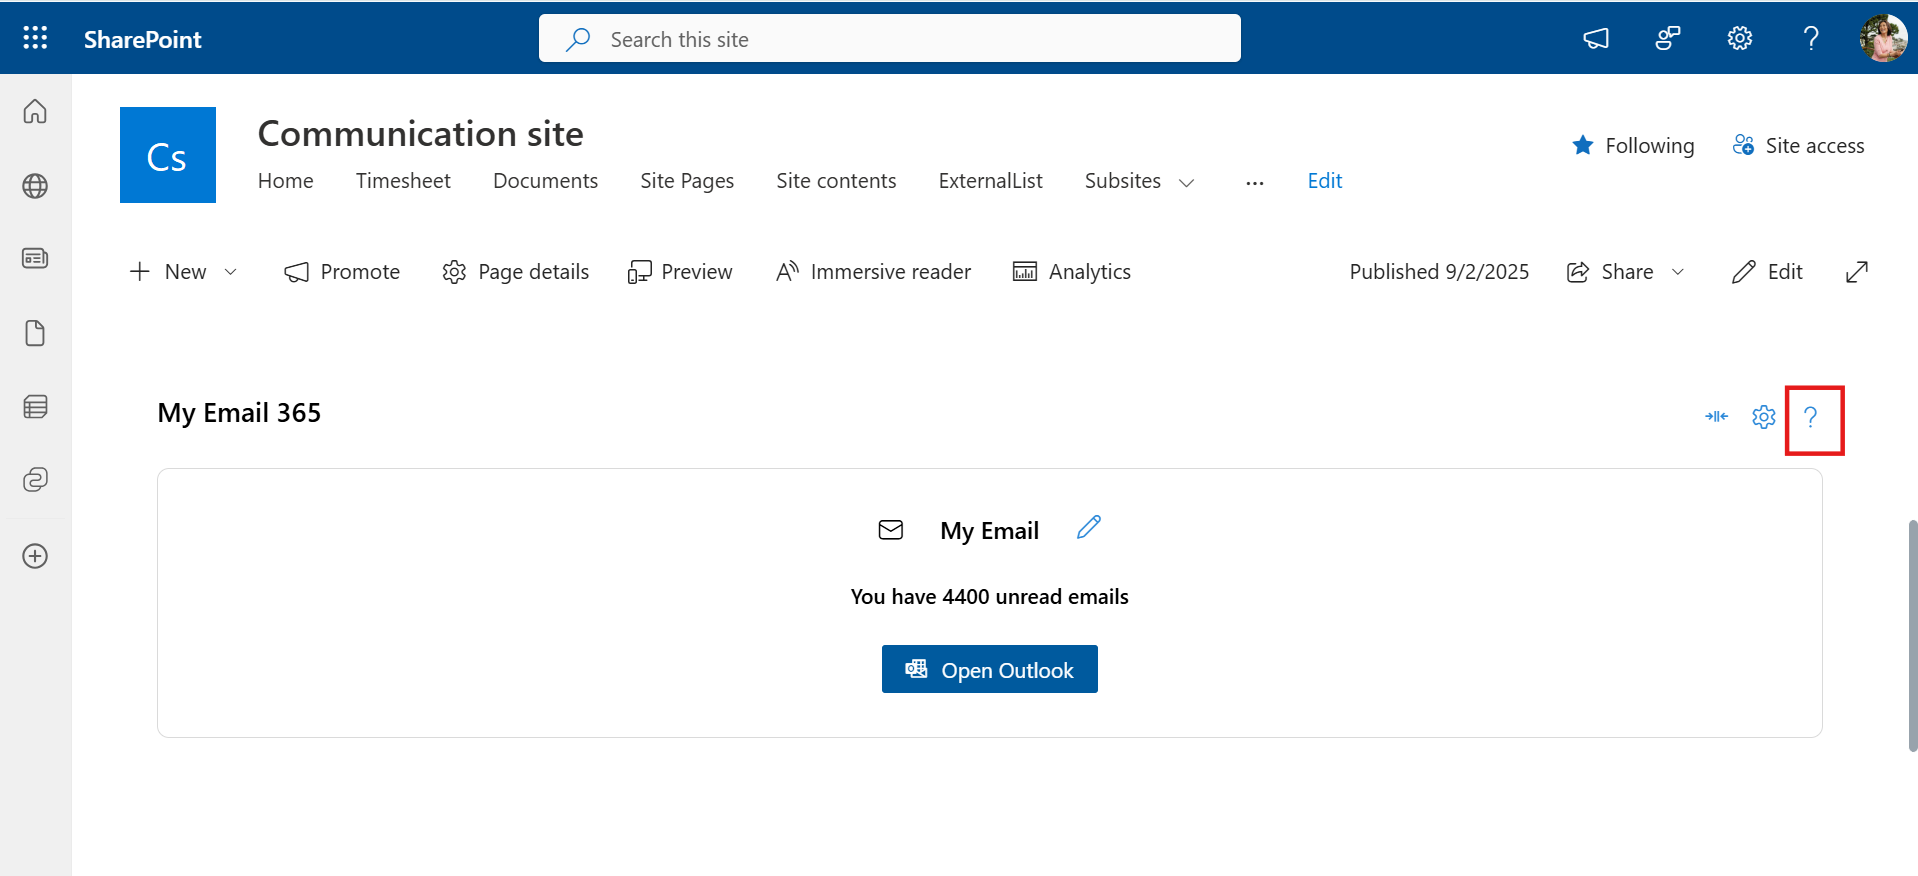 SharePoint
Search this site
Cs
Communication site
Following
Site access
Home Timesheet Documents Site Pages Site contents ExternalList Subsites ... Edit
New Promote Page details Preview Immersive reader Analytics Published 9/2/2025 Share Edit
My Email 365
My Email
You have 4400 unread emails
Open Outlook